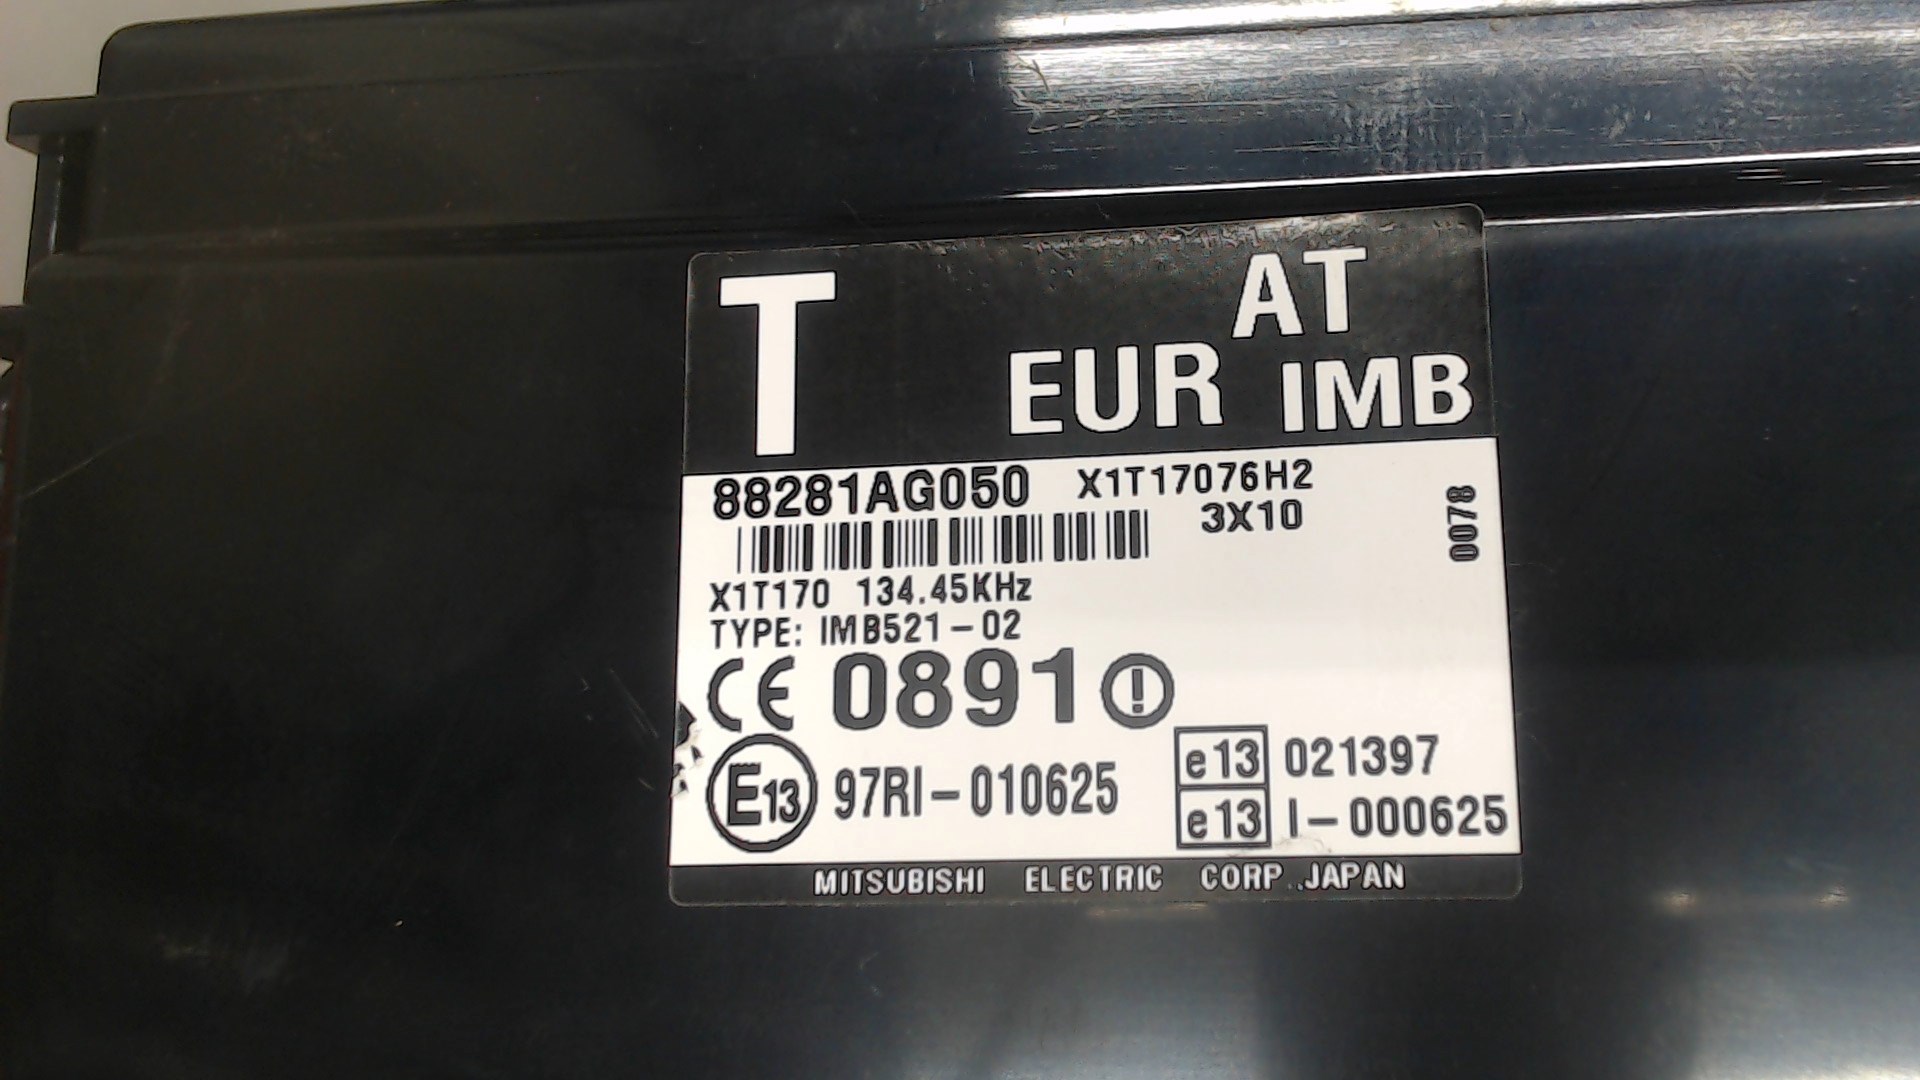 T AT
EUR IMB
88281AG050 X1T17076H2
3X10
0078
X1T170 134.45KHz
TYPE: IMB521-02
CE 0891 !
E13 97RI-010625
e13 021397
e13 I-000625
MITSUBISHI ELECTRIC CORP. JAPAN